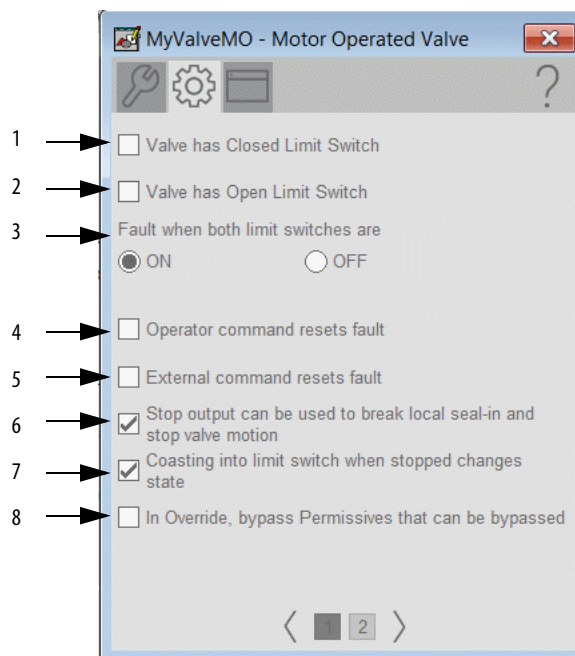 MyValveMO - Motor Operated Valve
?
1 Valve has Closed Limit Switch
2 Valve has Open Limit Switch
3 Fault when both limit switches are
ON OFF
4 Operator command resets fault
5 External command resets fault
6 Stop output can be used to break local seal-in and
stop valve motion
7 Coasting into limit switch when stopped changes
state
8 In Override, bypass Permissives that can be bypassed
1 2